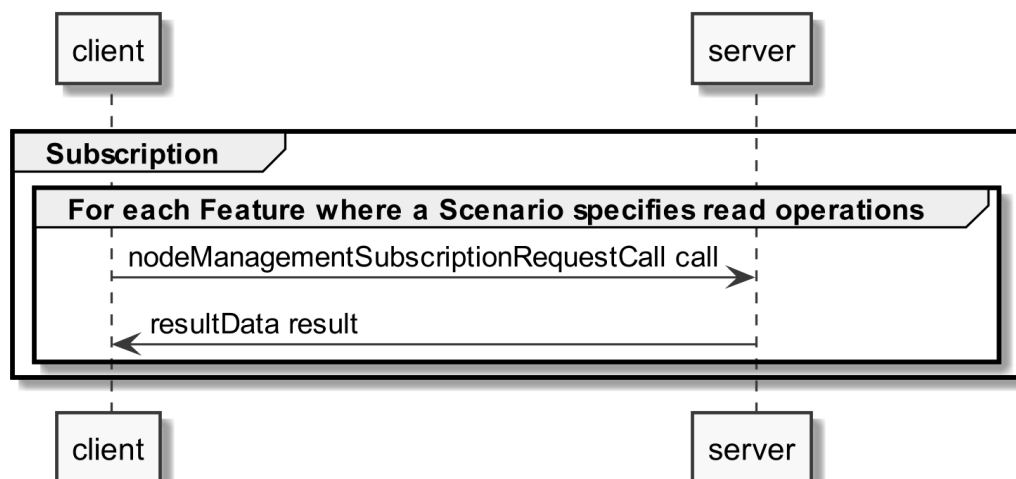 client
server
Subscription
For each Feature where a Scenario specifies read operations
nodeManagementSubscriptionRequestCall call
resultData result
client
server